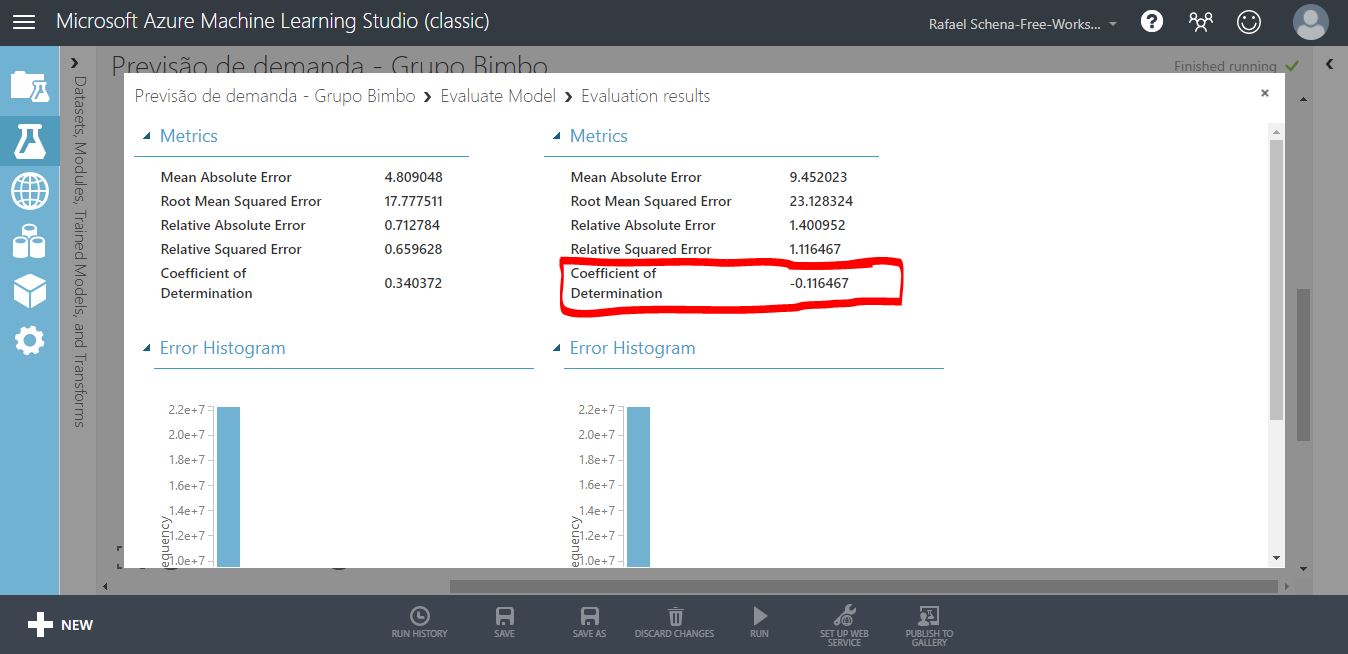 Microsoft Azure Machine Learning Studio (classic)
Rafael Schena-Free-Works...
Previsão de demanda - Grupo Bimbo
Finished running
Datasets, Modules, Trained Models, and Transforms
Previsão de demanda - Grupo Bimbo > Evaluate Model > Evaluation results
Metrics
Mean Absolute Error 4.809048
Root Mean Squared Error 17.777511
Relative Absolute Error 0.712784
Relative Squared Error 0.659628
Coefficient of
Determination 0.340372
Error Histogram
2.2e+7
2.0e+7
1.8e+7
1.6e+7
1.4e+7
1.2e+7
1.0e+7
Metrics
Mean Absolute Error 9.452023
Root Mean Squared Error 23.128324
Relative Absolute Error 1.400952
Relative Squared Error 1.116467
Coefficient of
Determination -0.116467
Error Histogram
2.2e+7
2.0e+7
1.8e+7
1.6e+7
1.4e+7
1.2e+7
1.0e+7
NEW
RUN HISTORY
SAVE
SAVE AS
DISCARD CHANGES
RUN
SET UP WEB
SERVICE
PUBLISH TO
GALLERY